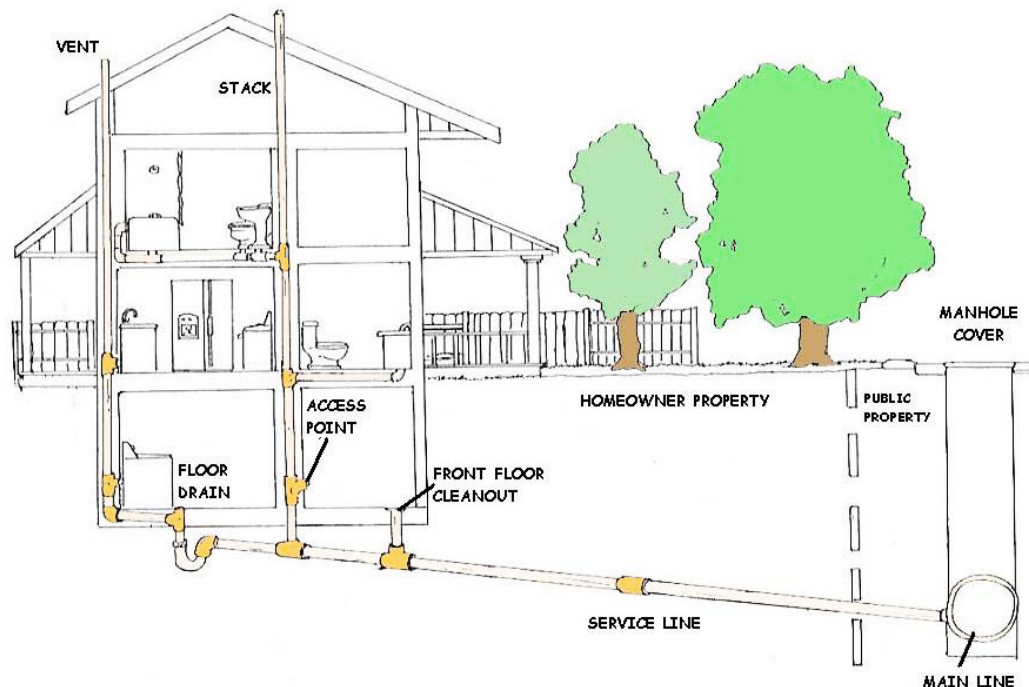 VENT
STACK
MANHOLE
COVER
HOMEOWNER PROPERTY
PUBLIC
PROPERTY
ACCESS
POINT
FLOOR
DRAIN
FRONT FLOOR
CLEANOUT
SERVICE LINE
MAIN LINE